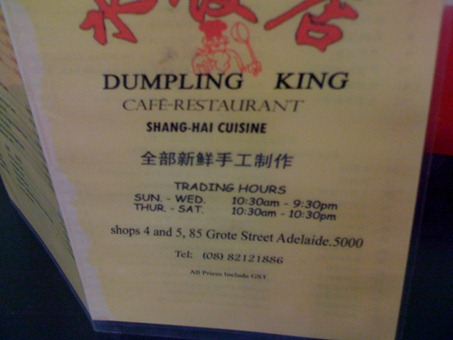 DUMPLING KING
CAFÉ-RESTAURANT
SHANG-HAI CUISINE
全部新鲜手工制作
TRADING HOURS
SUN. - WED. 10:30am - 9:30pm
THUR. - SAT. 10:30am - 10:30pm
shops 4 and 5, 85 Grote Street Adelaide.5000
Tel: (08) 82121886
All Prices Include GST